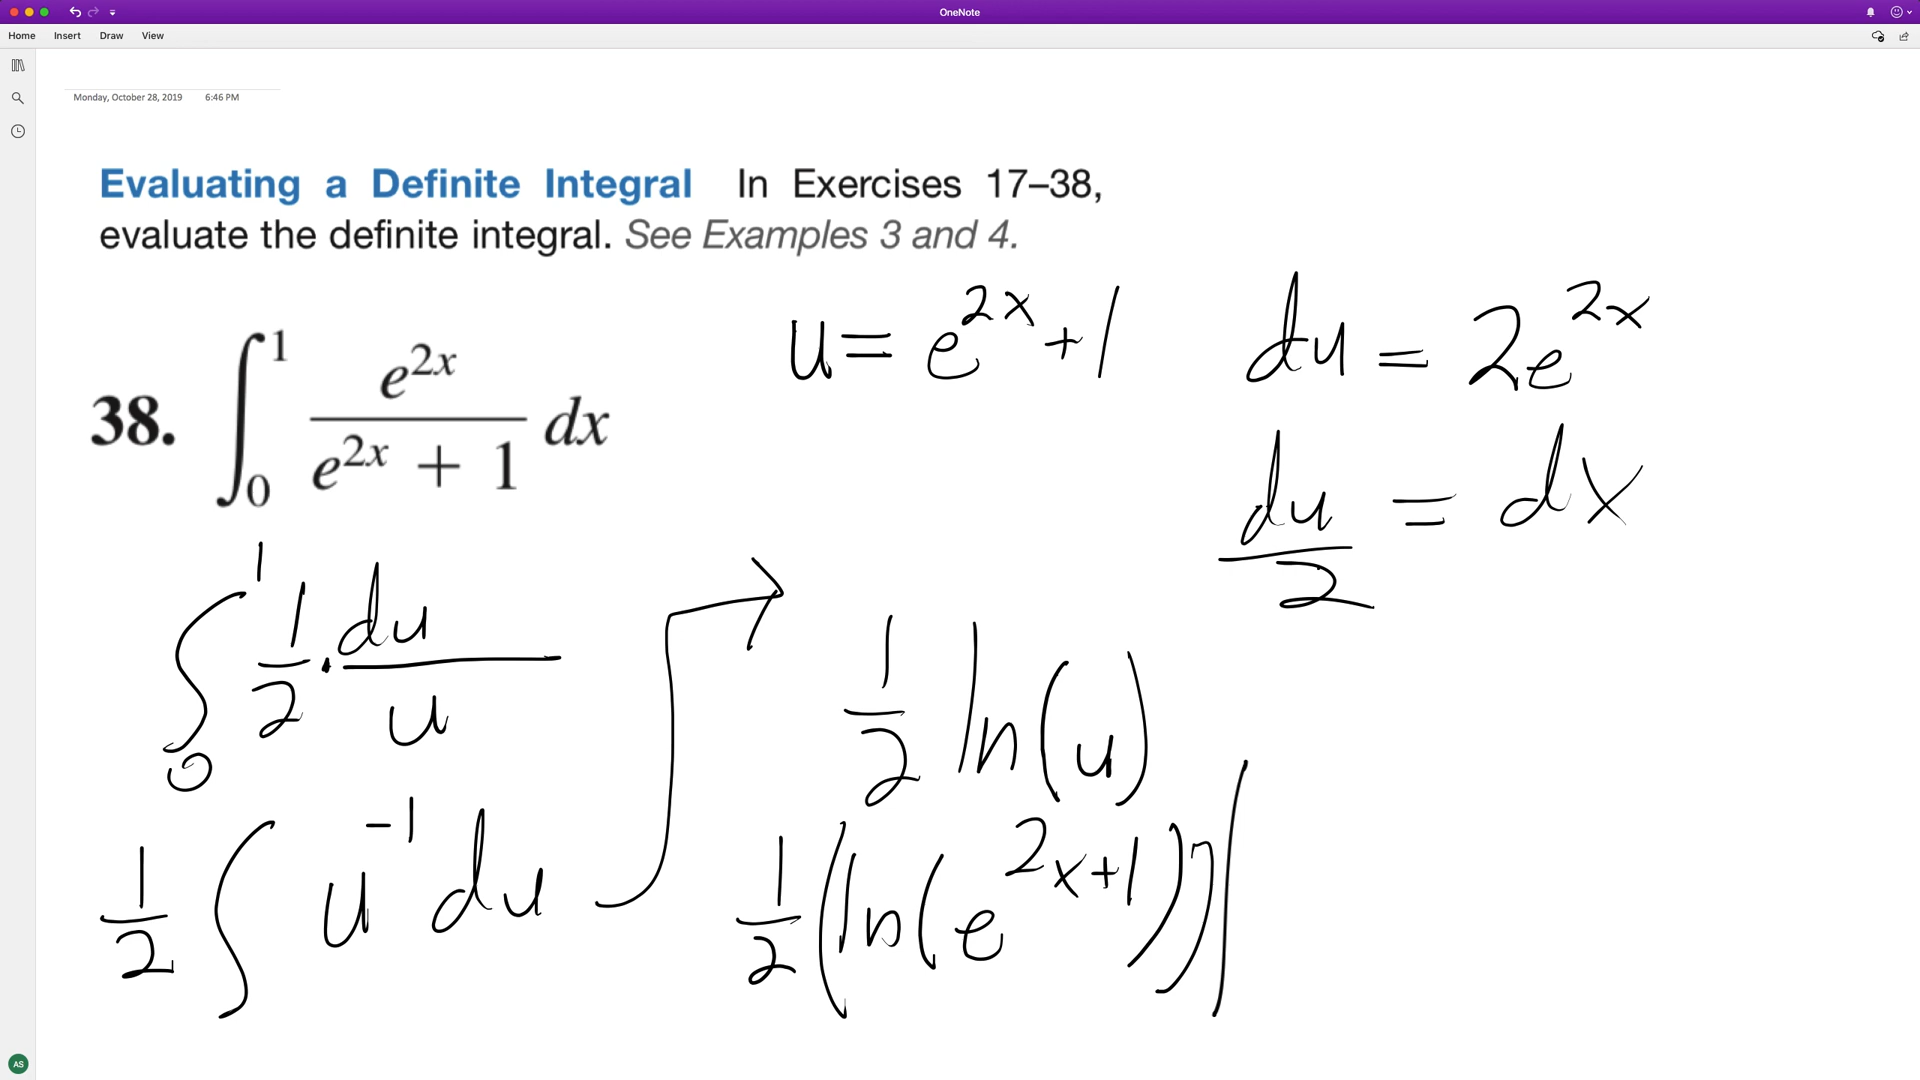 OneNote
Home Insert Draw View
Monday, October 28, 2019 6:46 PM
Evaluating a Definite Integral In Exercises 17–38,
evaluate the definite integral. See Examples 3 and 4.
38. ∫₀¹ e^{2x} / (e^{2x} + 1) dx
u = e^{2x} + 1
du = 2e^{2x}
du/2 = dx
∫₀¹ 1/2 · du/u
1/2 ∫ u^{-1} du
1/2 ln(u)
1/2 (ln(e^{2x+1}))]|
AS